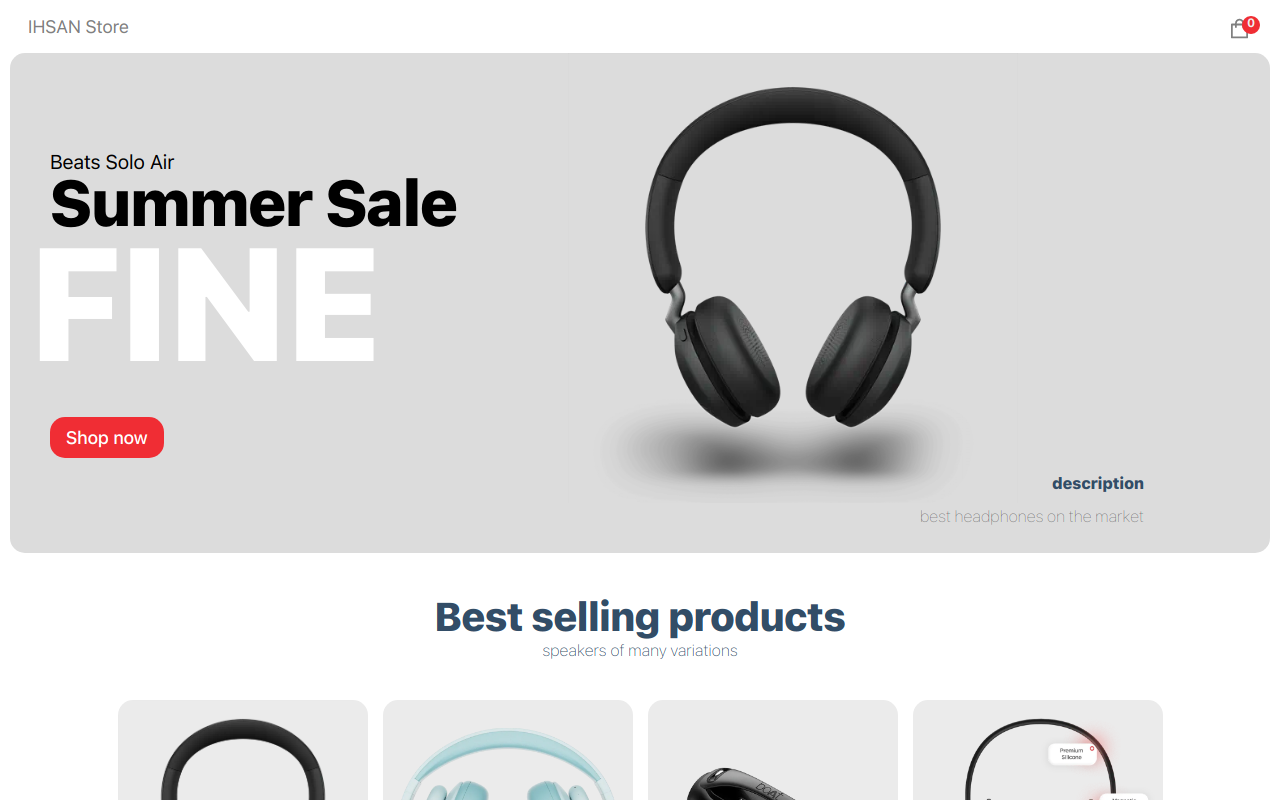 IHSAN Store
0
Beats Solo Air
Summer Sale
FINE
Shop now
description
best headphones on the market
Best selling products
speakers of many variations
boAt
Premium
Silicone